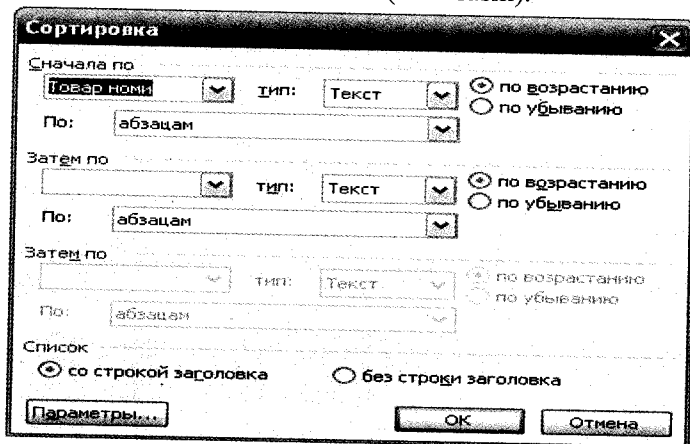 Сортировка
Сначала по
Товар номи тип: Текст по возрастанию
по убыванию
По: абзацам
Затем по
тип: Текст по возрастанию
по убыванию
По: абзацам
Затем по
тип: Текст по возрастанию
по убыванию
По: абзацам
Список
со строкой заголовка без строки заголовка
Параметры... ОК Отмена